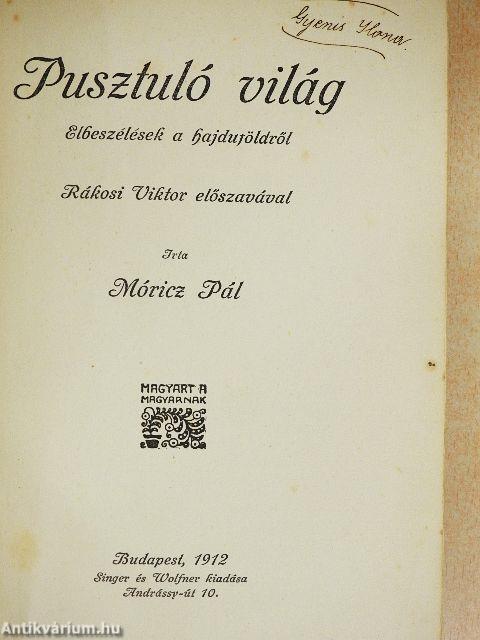 Gyenis Ilona.
Pusztuló világ
Elbeszélések a hajduföldről
Rákosi Viktor előszavával
Irta
Móricz Pál
MAGYART A
MAGYARNAK
Budapest, 1912
Singer és Wolfner kiadása
Andrássy-út 10.
Antikvárium.hu